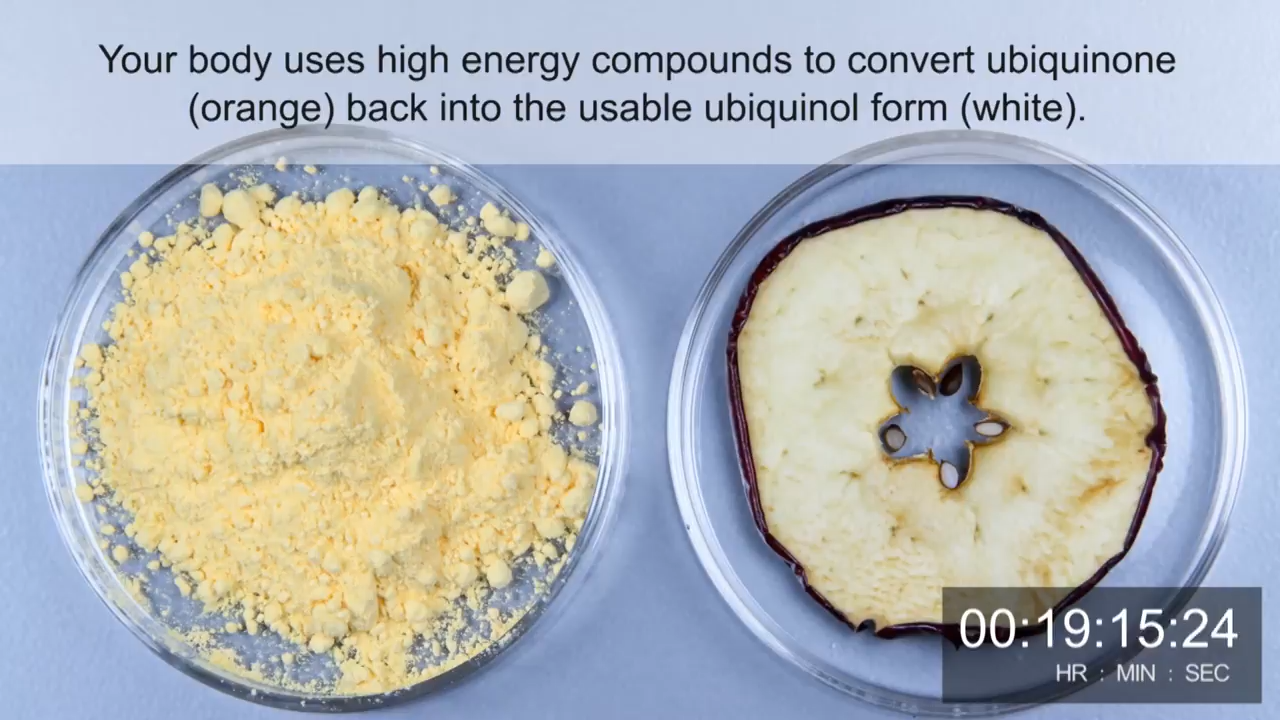 Your body uses high energy compounds to convert ubiquinone
(orange) back into the usable ubiquinol form (white).
00:19:15:24
HR : MIN : SEC